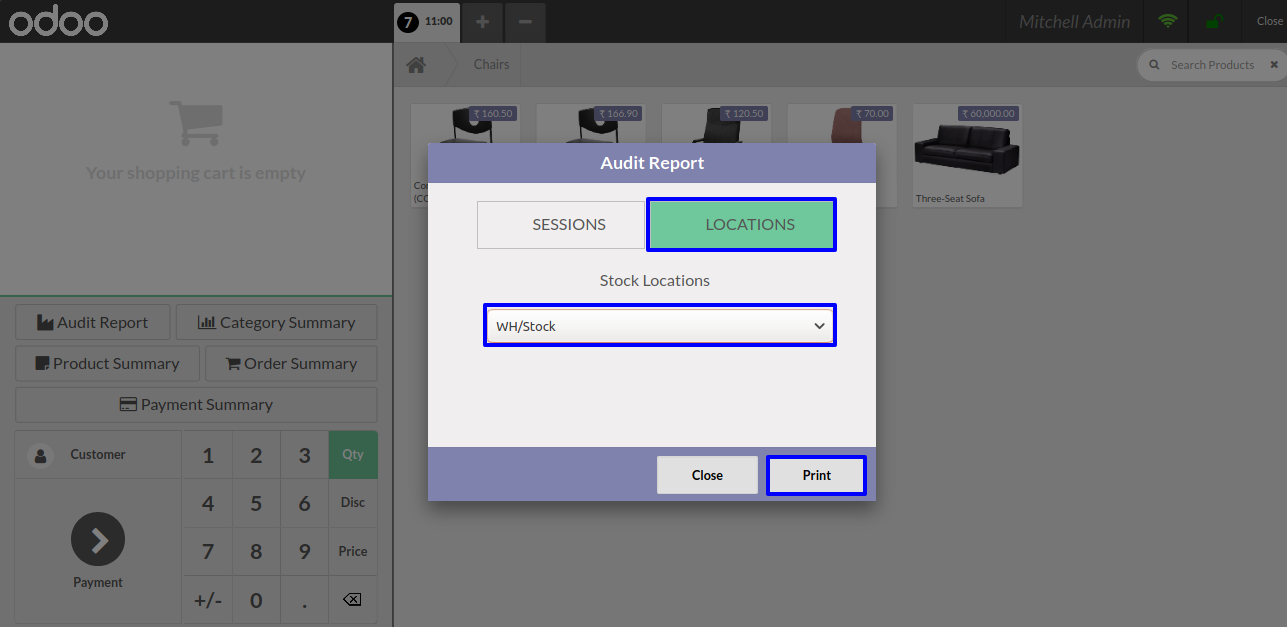 odoo
7 11:00
Mitchell Admin
Close
Chairs
Search Products
₹ 160.50
₹ 166.90
₹ 120.50
₹ 70.00
₹ 60,000.00
Three-Seat Sofa
Your shopping cart is empty
Audit Report
SESSIONS
LOCATIONS
Stock Locations
WH/Stock
Close
Print
Audit Report
Category Summary
Product Summary
Order Summary
Payment Summary
Customer
1 2 3 Qty
4 5 6 Disc
7 8 9 Price
Payment
+/- 0 .